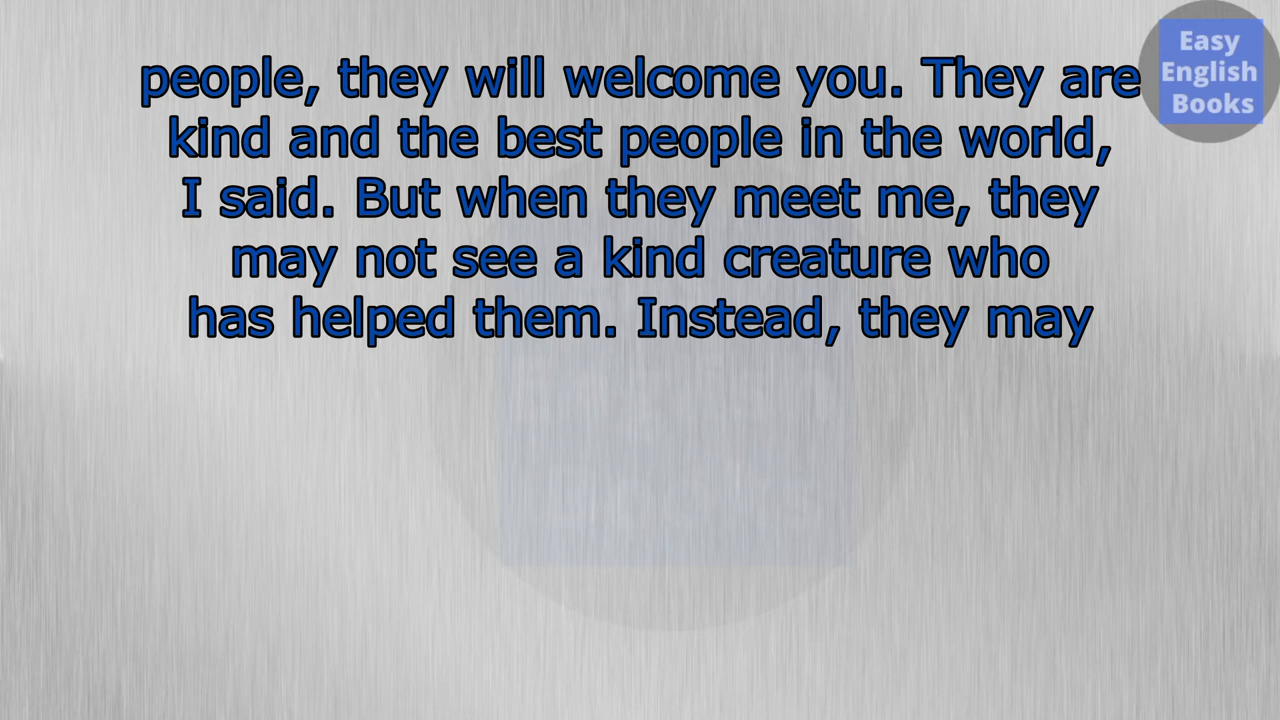 people, they will welcome you. They are
kind and the best people in the world,
I said. But when they meet me, they
may not see a kind creature who
has helped them. Instead, they may
Easy
English
Books